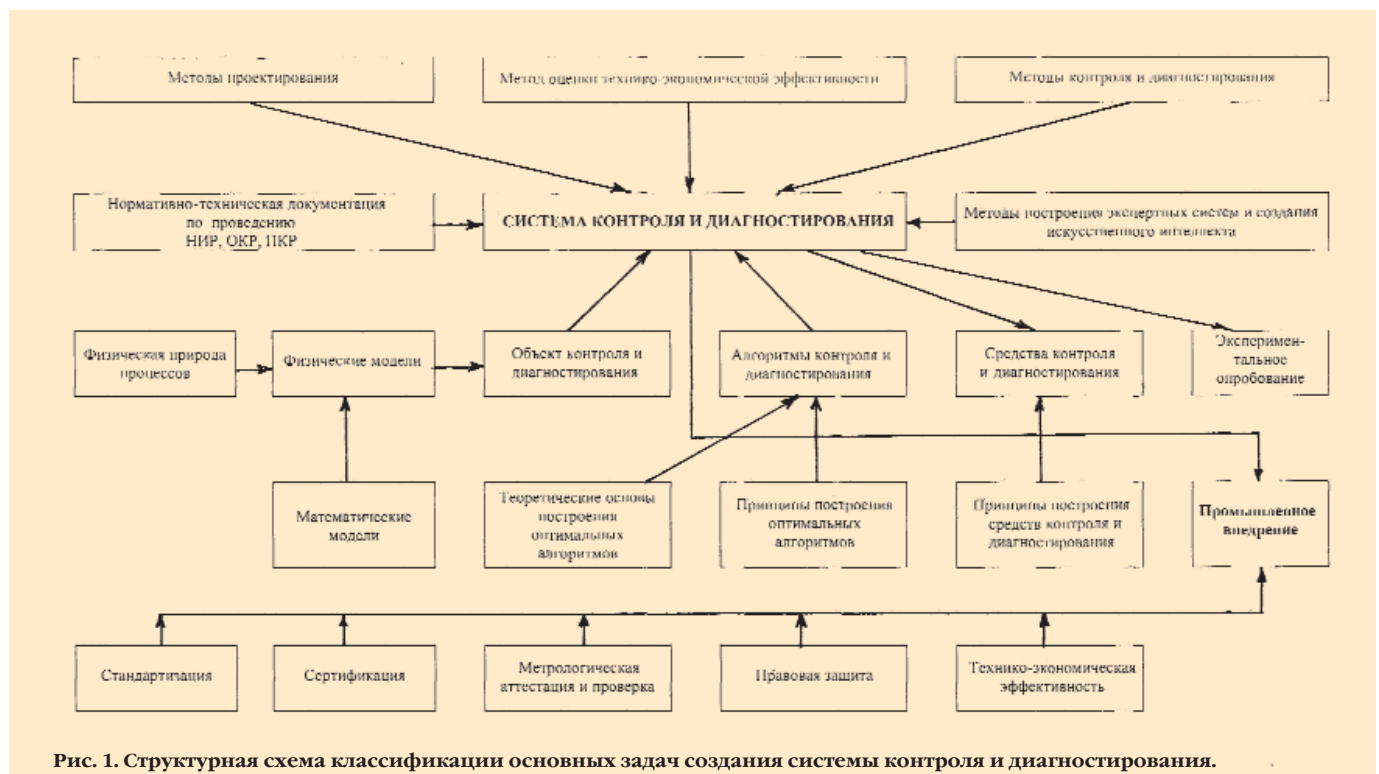 Методы проектирования
Метод оценки технико-экономической эффективности
Методы контроля и диагностирования
Нормативно-техническая документация
по проведению
НИР, ОКР, ПКР
СИСТЕМА КОНТРОЛЯ И ДИАГНОСТИРОВАНИЯ
Методы построения экспертных систем и создания
искусственного интеллекта
Физическая природа
процессов
Физические модели
Объект контроля и
диагностирования
Алгоритмы контроля и
диагностирования
Средства контроля
и диагностирования
Эксперимен-
тальное
опробование
Математические
модели
Теоретические основы
построения
оптимальных
алгоритмов
Принципы построения
оптимальных
алгоритмов
Принципы построения
средств контроля и
диагностирования
Промышленное
внедрение
Стандартизация
Сертификация
Метрологическая
аттестация и проверка
Правовая защита
Технико-экономическая
эффективность
Рис. 1. Структурная схема классификации основных задач создания системы контроля и диагностирования.